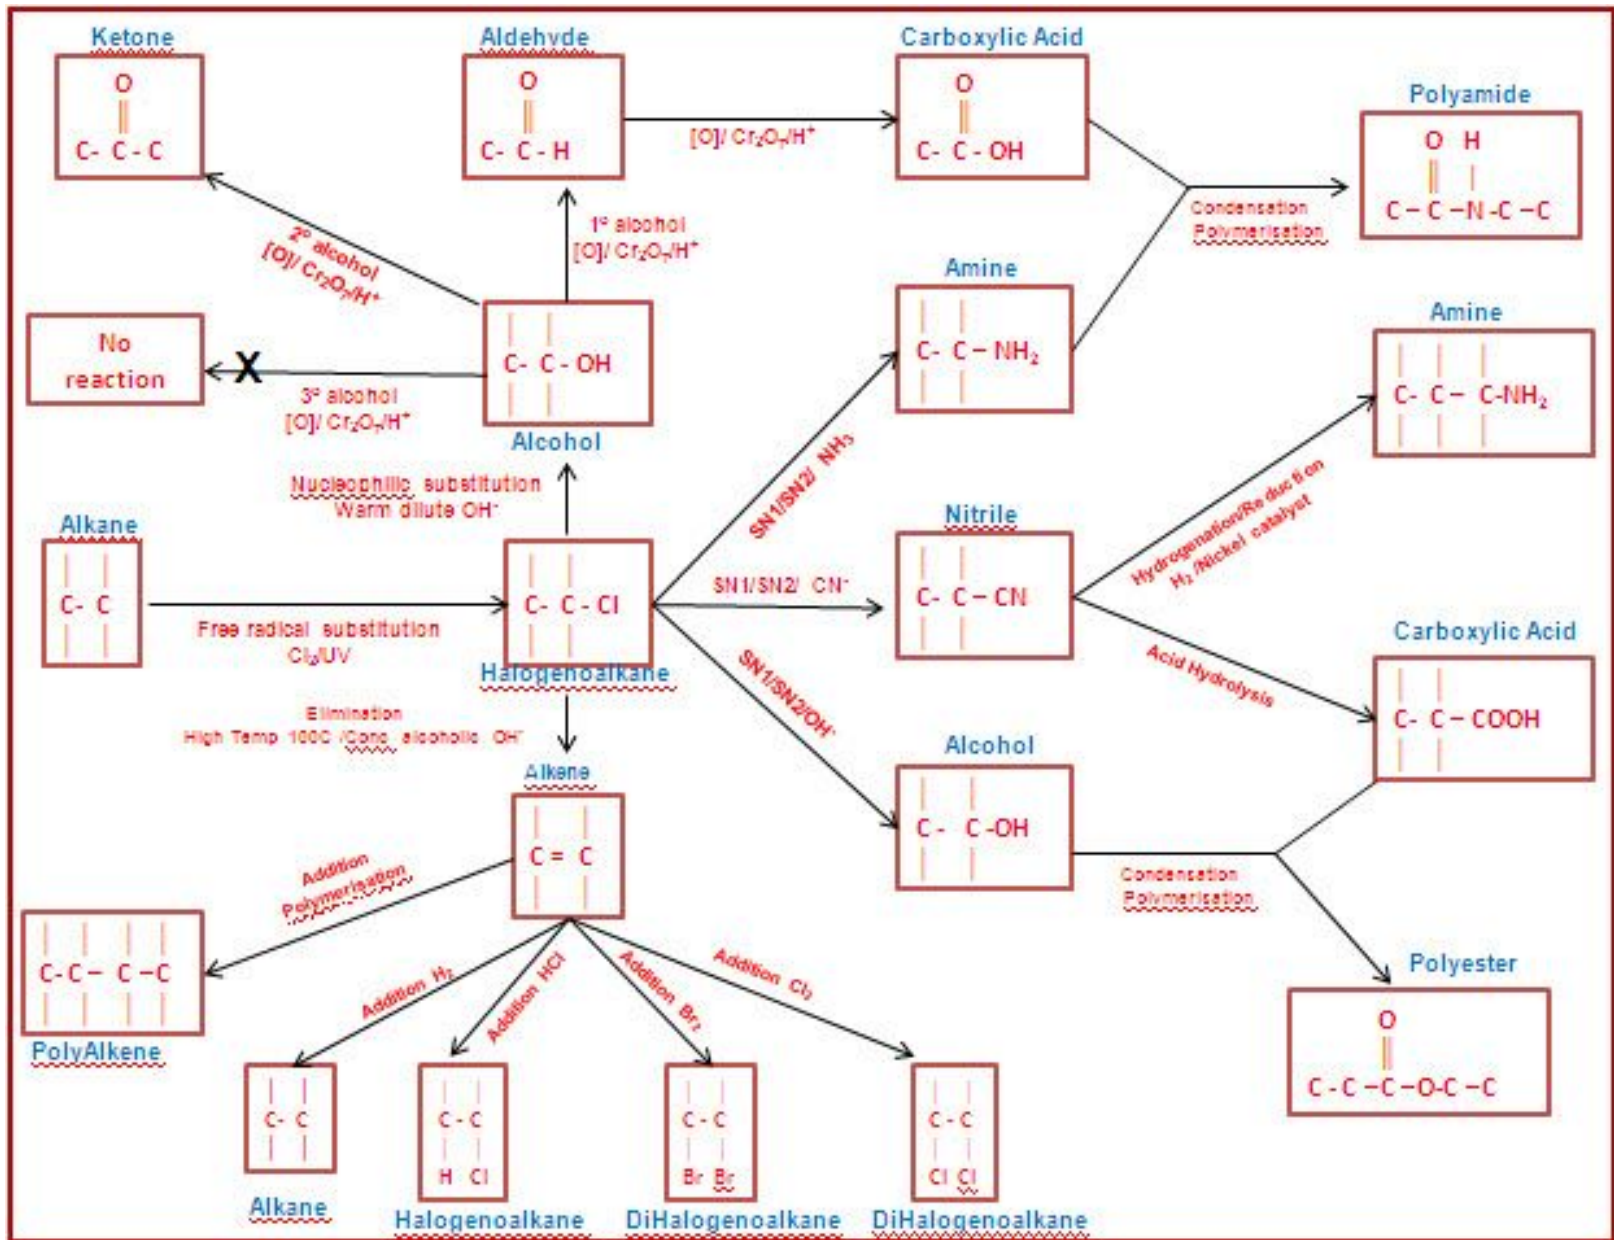 Ketone
O
C- C - C
Aldehyde
O
C- C - H
[O]/ Cr₂O₇/H⁺
Carboxylic Acid
O
C- C - OH
Polyamide
O H
C – C – N -C – C
Condensation
Polymerisation
2° alcohol
[O]/ Cr₂O₇/H⁺
1° alcohol
[O]/ Cr₂O₇/H⁺
No
reaction
X
3° alcohol
[O]/ Cr₂O₇/H⁺
C- C - OH
Alcohol
Amine
C- C – NH₂
Amine
C- C – C-NH₂
Nucleophilic substitution
Warm dilute OH⁻
SN1/SN2/ NH₃
Alkane
C- C
Free radical substitution
Cl₂/UV
C- C - Cl
Halogenoalkane
SN1/SN2/ CN⁻
Nitrile
C- C – CN
Hydrogenation/Reduction
H₂ /Nickel catalyst
Acid Hydrolysis
Carboxylic Acid
C- C – COOH
SN1/SN2/OH⁻
Elimination
High Temp 100C /Conc alcoholic OH⁻
Alkene
C = C
Alcohol
C - C -OH
Condensation
Polymerisation
Polyester
O
C - C – C – O-C – C
Addition
Polymerisation
C- C – C – C
PolyAlkene
Addition H₂
Addition HCl
Addition Br₂
Addition Cl₂
C- C
Alkane
C - C
H Cl
Halogenoalkane
C - C
Br Br
DiHalogenoalkane
C - C
Cl Cl
DiHalogenoalkane